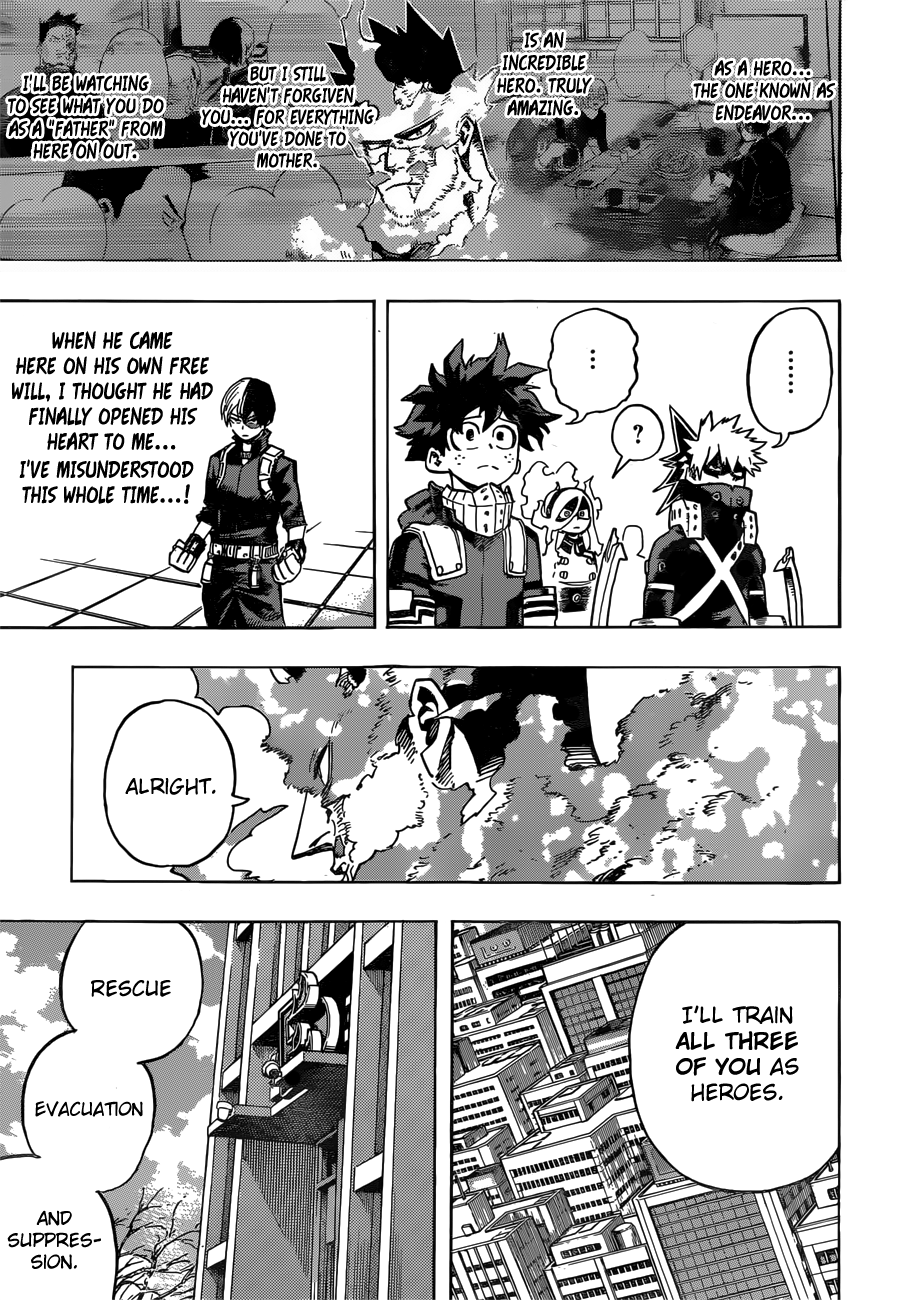 AS A HERO...
THE ONE KNOWN AS
ENDEAVOR...
IS AN
INCREDIBLE
HERO. TRULY
AMAZING.
BUT I STILL
HAVEN'T FORGIVEN
YOU... FOR EVERYTHING
YOU'VE DONE TO
MOTHER.
I'LL BE WATCHING
TO SEE WHAT YOU DO
AS A "FATHER" FROM
HERE ON OUT.
......
...
?
WHEN HE CAME
HERE ON HIS OWN FREE
WILL, I THOUGHT HE HAD
FINALLY OPENED HIS
HEART TO ME...
I'VE MISUNDERSTOOD
THIS WHOLE TIME...!
ALRIGHT.
I'LL TRAIN
ALL THREE
OF YOU AS
HEROES.
RESCUE
EVACUATION
AND
SUPPRES-
SION.